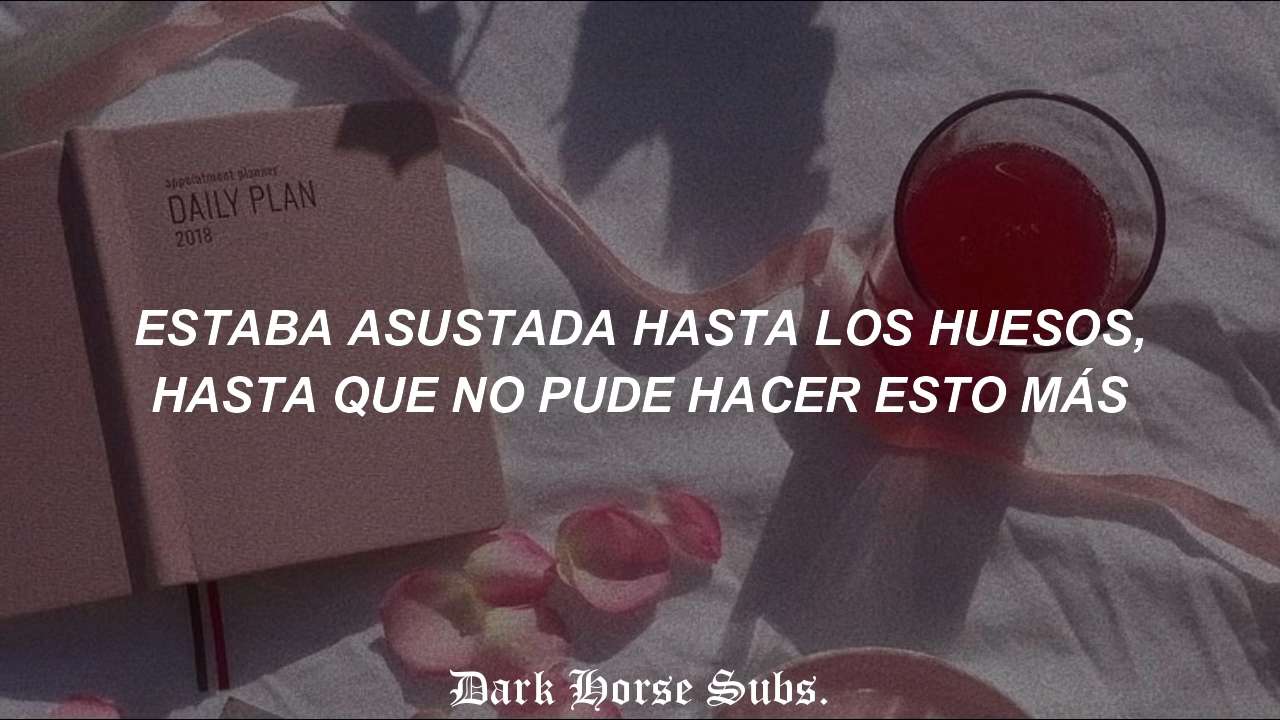 appointment planner
DAILY PLAN
2018
ESTABA ASUSTADA HASTA LOS HUESOS,
HASTA QUE NO PUDE HACER ESTO MÁS
Dark Horse Subs.